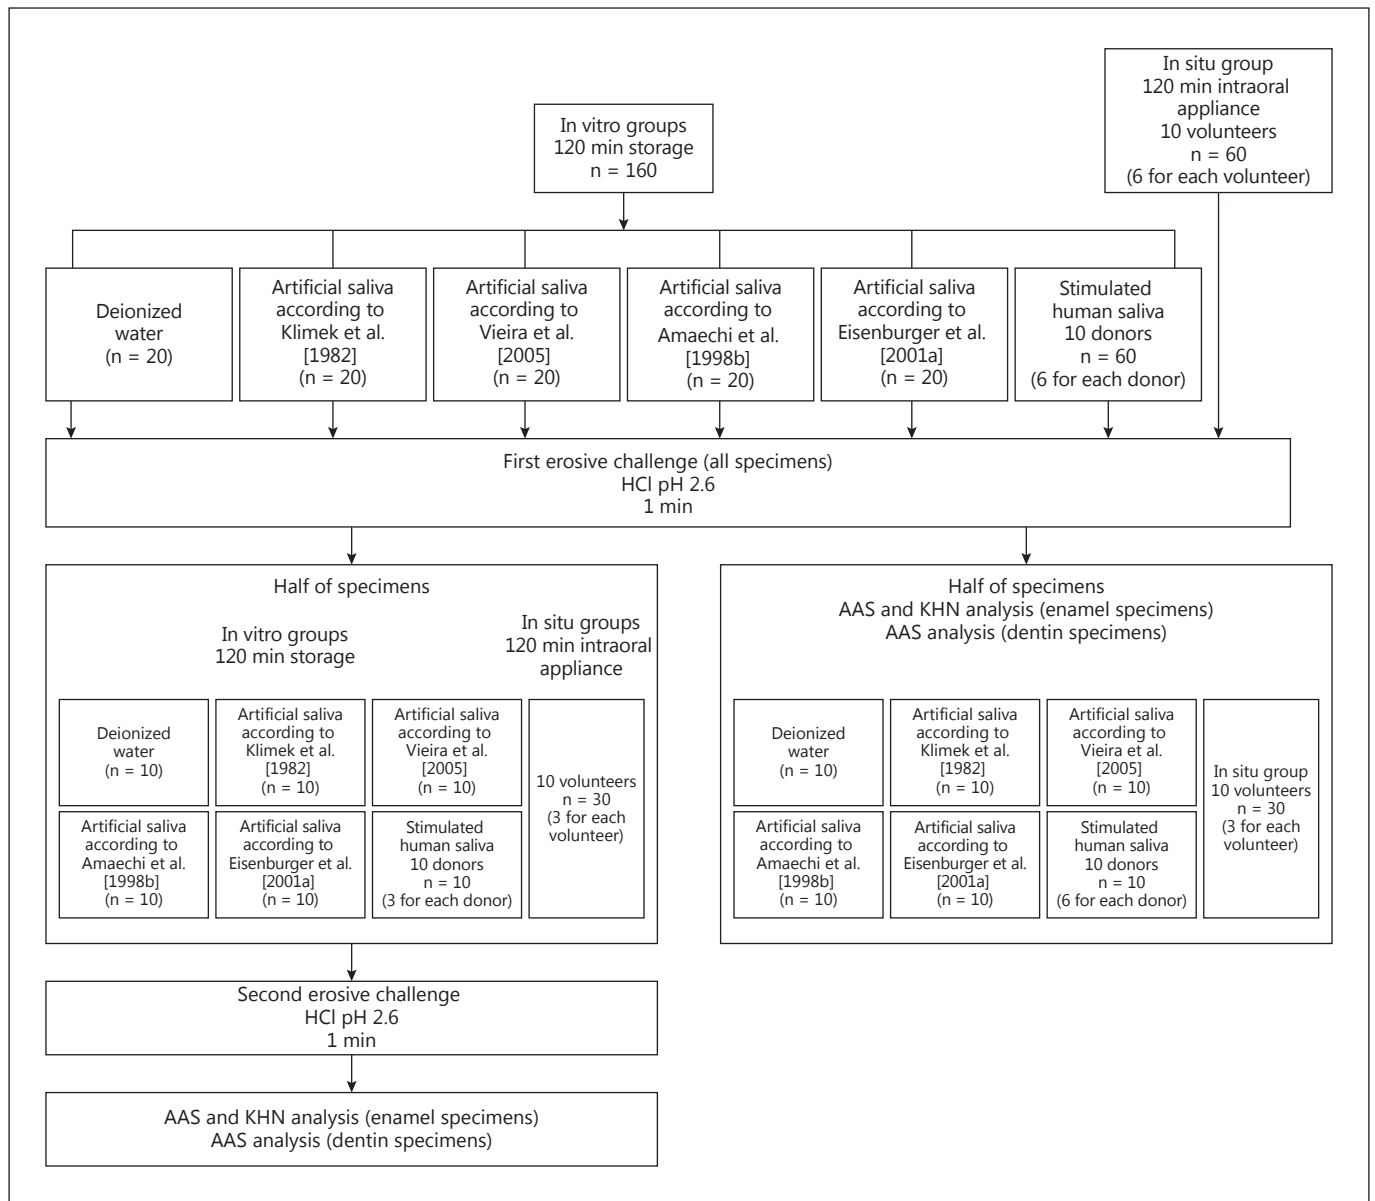 In situ group
120 min intraoral
appliance
10 volunteers
n = 60
(6 for each volunteer)
In vitro groups
120 min storage
n = 160
Deionized
water
(n = 20)
Artificial saliva
according to
Klimek et al.
[1982]
(n = 20)
Artificial saliva
according to
Vieira et al.
[2005]
(n = 20)
Artificial saliva
according to
Amaechi et al.
[1998b]
(n = 20)
Artificial saliva
according to
Eisenburger et al.
[2001a]
(n = 20)
Stimulated
human saliva
10 donors
n = 60
(6 for each donor)
First erosive challenge (all specimens)
HCl pH 2.6
1 min
Half of specimens
In vitro groups
120 min storage
In situ groups
120 min intraoral
appliance
Deionized
water
(n = 10)
Artificial saliva
according to
Klimek et al.
[1982]
(n = 10)
Artificial saliva
according to
Vieira et al.
[2005]
(n = 10)
Artificial saliva
according to
Amaechi et al.
[1998b]
(n = 10)
Artificial saliva
according to
Eisenburger et al.
[2001a]
(n = 10)
Stimulated
human saliva
10 donors
n = 10
(3 for each donor)
10 volunteers
n = 30
(3 for each
volunteer)
Half of specimens
AAS and KHN analysis (enamel specimens)
AAS analysis (dentin specimens)
Deionized
water
(n = 10)
Artificial saliva
according to
Klimek et al.
[1982]
(n = 10)
Artificial saliva
according to
Vieira et al.
[2005]
(n = 10)
Artificial saliva
according to
Amaechi et al.
[1998b]
(n = 10)
Artificial saliva
according to
Eisenburger et al.
[2001a]
(n = 10)
Stimulated
human saliva
10 donors
n = 10
(6 for each donor)
In situ group
10 volunteers
n = 30
(3 for each
volunteer)
Second erosive challenge
HCl pH 2.6
1 min
AAS and KHN analysis (enamel specimens)
AAS analysis (dentin specimens)